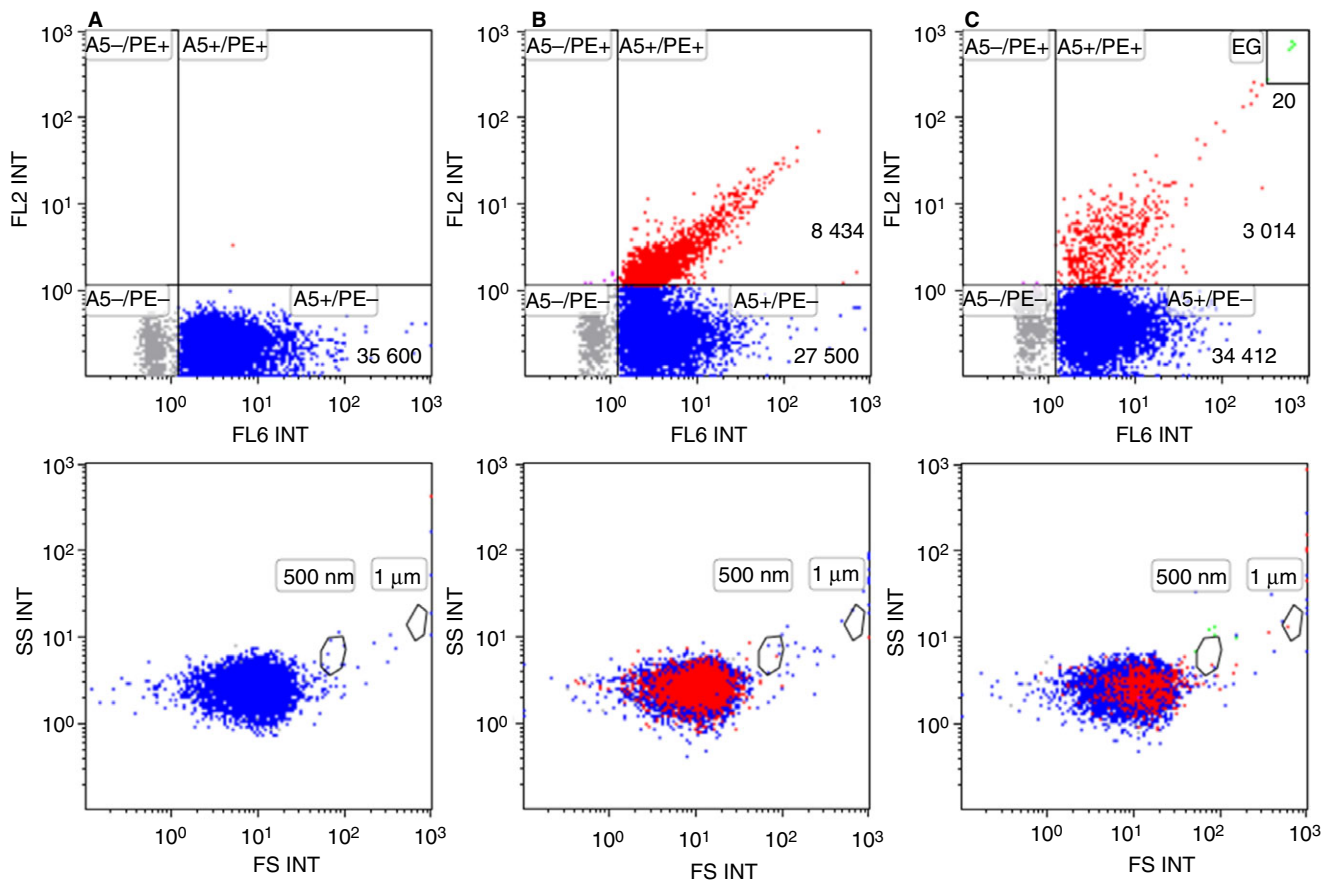 A
B
C
10³
10²
10¹
10⁰
FL2 INT
A5–/PE+
A5+/PE+
A5–/PE–
A5+/PE–
35 600
10⁰ 10¹ 10² 10³
FL6 INT
10³
10²
10¹
10⁰
FL2 INT
A5–/PE+
A5+/PE+
8 434
A5–/PE–
A5+/PE–
27 500
10⁰ 10¹ 10² 10³
FL6 INT
10³
10²
10¹
10⁰
FL2 INT
A5–/PE+
A5+/PE+
EG
20
3 014
A5–/PE–
A5+/PE–
34 412
10⁰ 10¹ 10² 10³
FL6 INT
10³
10²
10¹
10⁰
SS INT
500 nm
1 μm
10⁰ 10¹ 10² 10³
FS INT
10³
10²
10¹
10⁰
SS INT
500 nm
1 μm
10⁰ 10¹ 10² 10³
FS INT
10³
10²
10¹
10⁰
SS INT
500 nm
1 μm
10⁰ 10¹ 10² 10³
FS INT